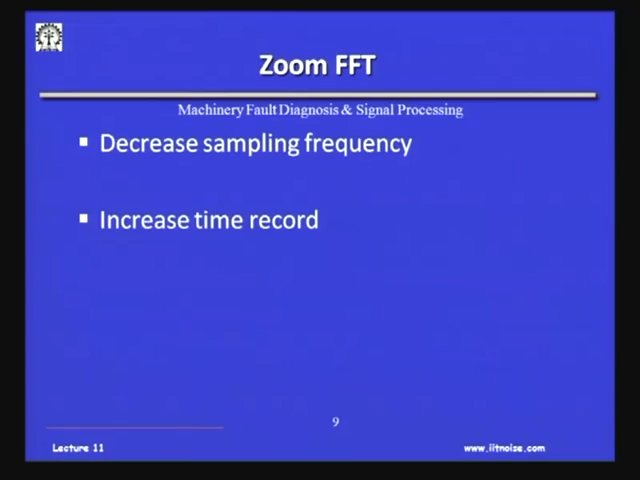 Zoom FFT
Machinery Fault Diagnosis & Signal Processing
▪ Decrease sampling frequency
▪ Increase time record
9
Lecture 11
www.iitnoise.com